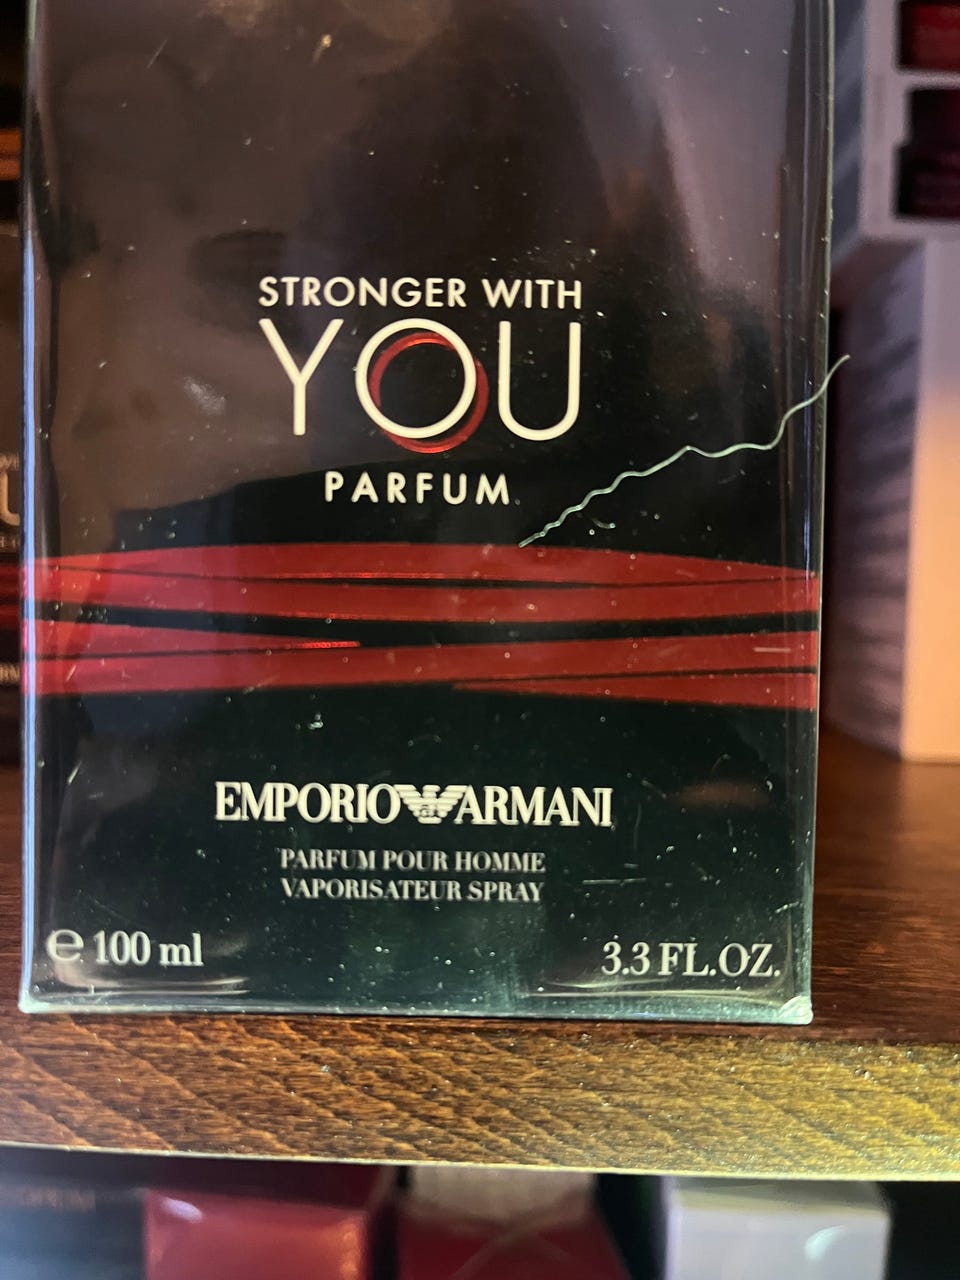 STRONGER WITH
YOU
PARFUM
EMPORIO ARMANI
PARFUM POUR HOMME
VAPORISATEUR SPRAY
e 100 ml
3.3 FL.OZ.